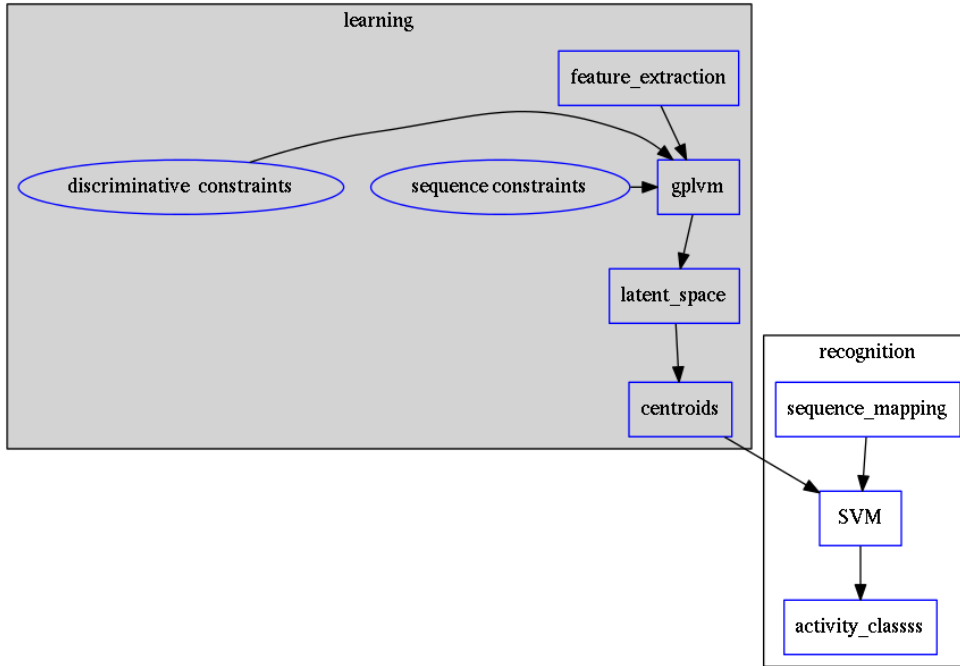 learning
feature_extraction
discriminative constraints
sequence constraints
gplvm
latent_space
centroids
recognition
sequence_mapping
SVM
activity_classss